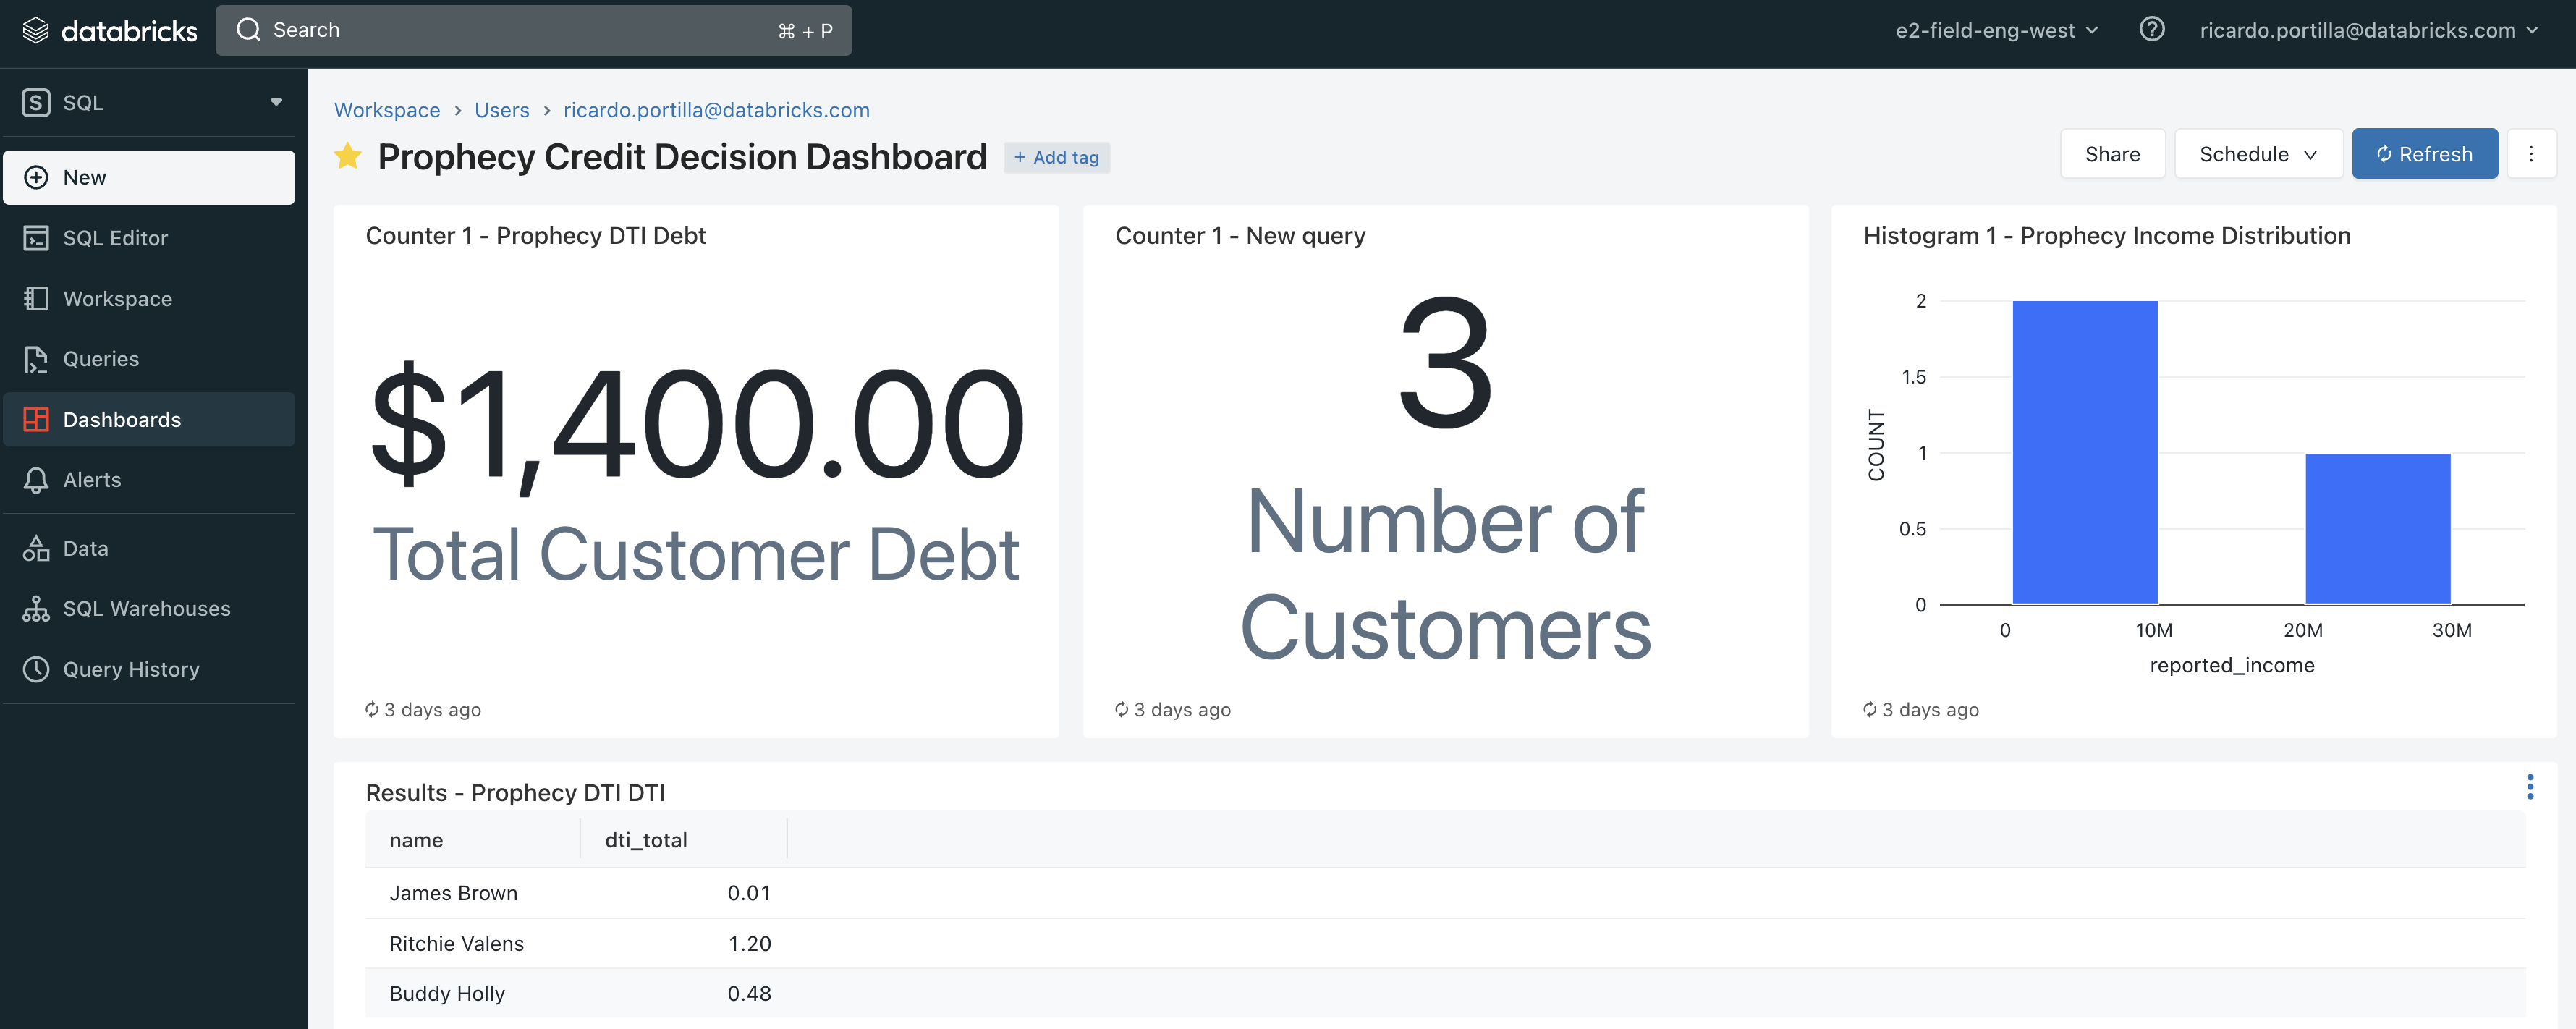 databricks
Search
⌘ + P
e2-field-eng-west
ricardo.portilla@databricks.com
S SQL
New
SQL Editor
Workspace
Queries
Dashboards
Alerts
Data
SQL Warehouses
Query History
Workspace > Users > ricardo.portilla@databricks.com
Prophecy Credit Decision Dashboard
+ Add tag
Share
Schedule
Refresh
Counter 1 - Prophecy DTI Debt
$1,400.00
Total Customer Debt
3 days ago
Counter 1 - New query
3
Number of
Customers
3 days ago
Histogram 1 - Prophecy Income Distribution
2
1.5
1
0.5
0
COUNT
0 10M 20M 30M
reported_income
3 days ago
Results - Prophecy DTI DTI
name dti_total
James Brown 0.01
Ritchie Valens 1.20
Buddy Holly 0.48